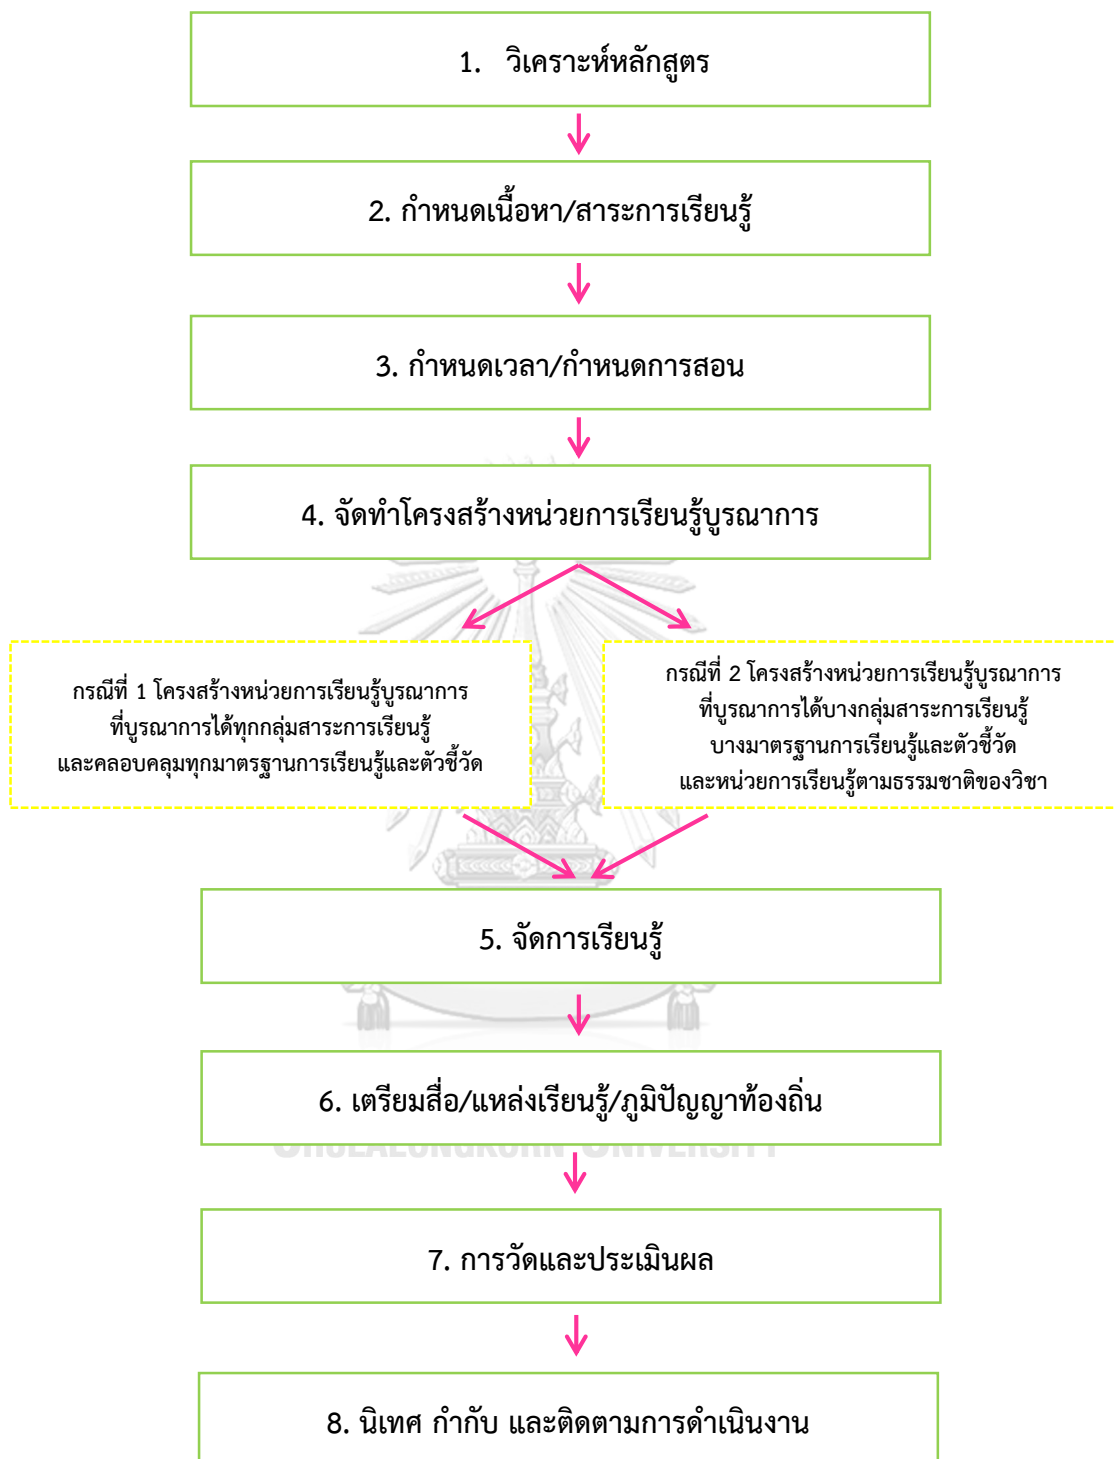 1. วิเคราะห์หลักสูตร
2. กำหนดเนื้อหา/สาระการเรียนรู้
3. กำหนดเวลา/กำหนดการสอน
4. จัดทำโครงสร้างหน่วยการเรียนรู้บูรณาการ
กรณีที่ 1 โครงสร้างหน่วยการเรียนรู้บูรณาการ
ที่บูรณาการได้ทุกกลุ่มสาระการเรียนรู้
และคลอบคลุมทุกมาตรฐานการเรียนรู้และตัวชี้วัด
กรณีที่ 2 โครงสร้างหน่วยการเรียนรู้บูรณาการ
ที่บูรณาการได้บางกลุ่มสาระการเรียนรู้
บางมาตรฐานการเรียนรู้และตัวชี้วัด
และหน่วยการเรียนรู้ตามธรรมชาติของวิชา
5. จัดการเรียนรู้
6. เตรียมสื่อ/แหล่งเรียนรู้/ภูมิปัญญาท้องถิ่น
CHULALONGKORN UNIVERSITY
7. การวัดและประเมินผล
8. นิเทศ กำกับ และติดตามการดำเนินงาน